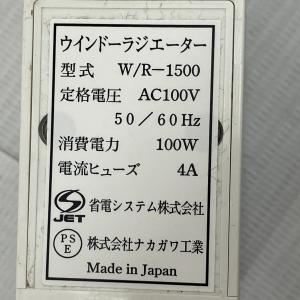 ウインドーラジエーター
型式 W/R－1500
定格電圧 AC100V
50／60Hz
消費電力 100W
電流ヒューズ 4A
JET 省電システム株式会社
PSE 株式会社ナカガワ工業
Made in Japan